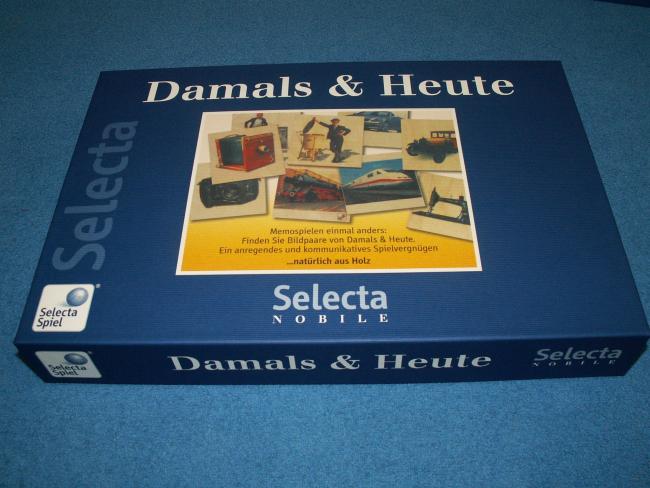 Damals & Heute
Selecta
Memospielen einmal anders:
Finden Sie Bildpaare von Damals & Heute.
Ein anregendes und kommunikatives Spielvergnügen
...natürlich aus Holz
Selecta
NOBILE
Selecta
Spiel
®
Selecta
Spiel
Damals & Heute
Selecta
NOBILE